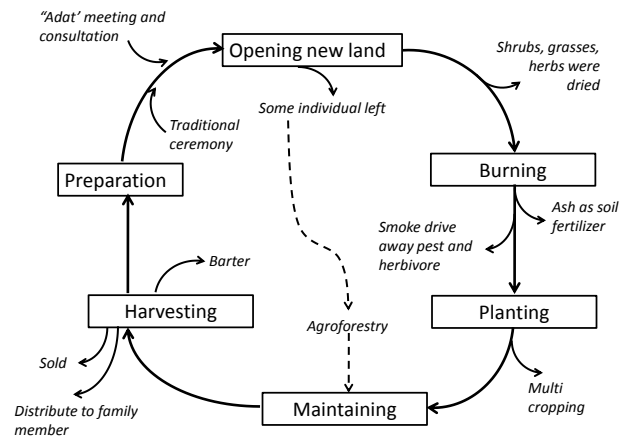 “Adat’ meeting and
consultation
Opening new land
Shrubs, grasses,
herbs were
dried
Some individual left
Traditional
ceremony
Preparation
Burning
Ash as soil
fertilizer
Smoke drive
away pest and
herbivore
Barter
Harvesting
Planting
Agroforestry
Sold
Multi
cropping
Distribute to family
member
Maintaining